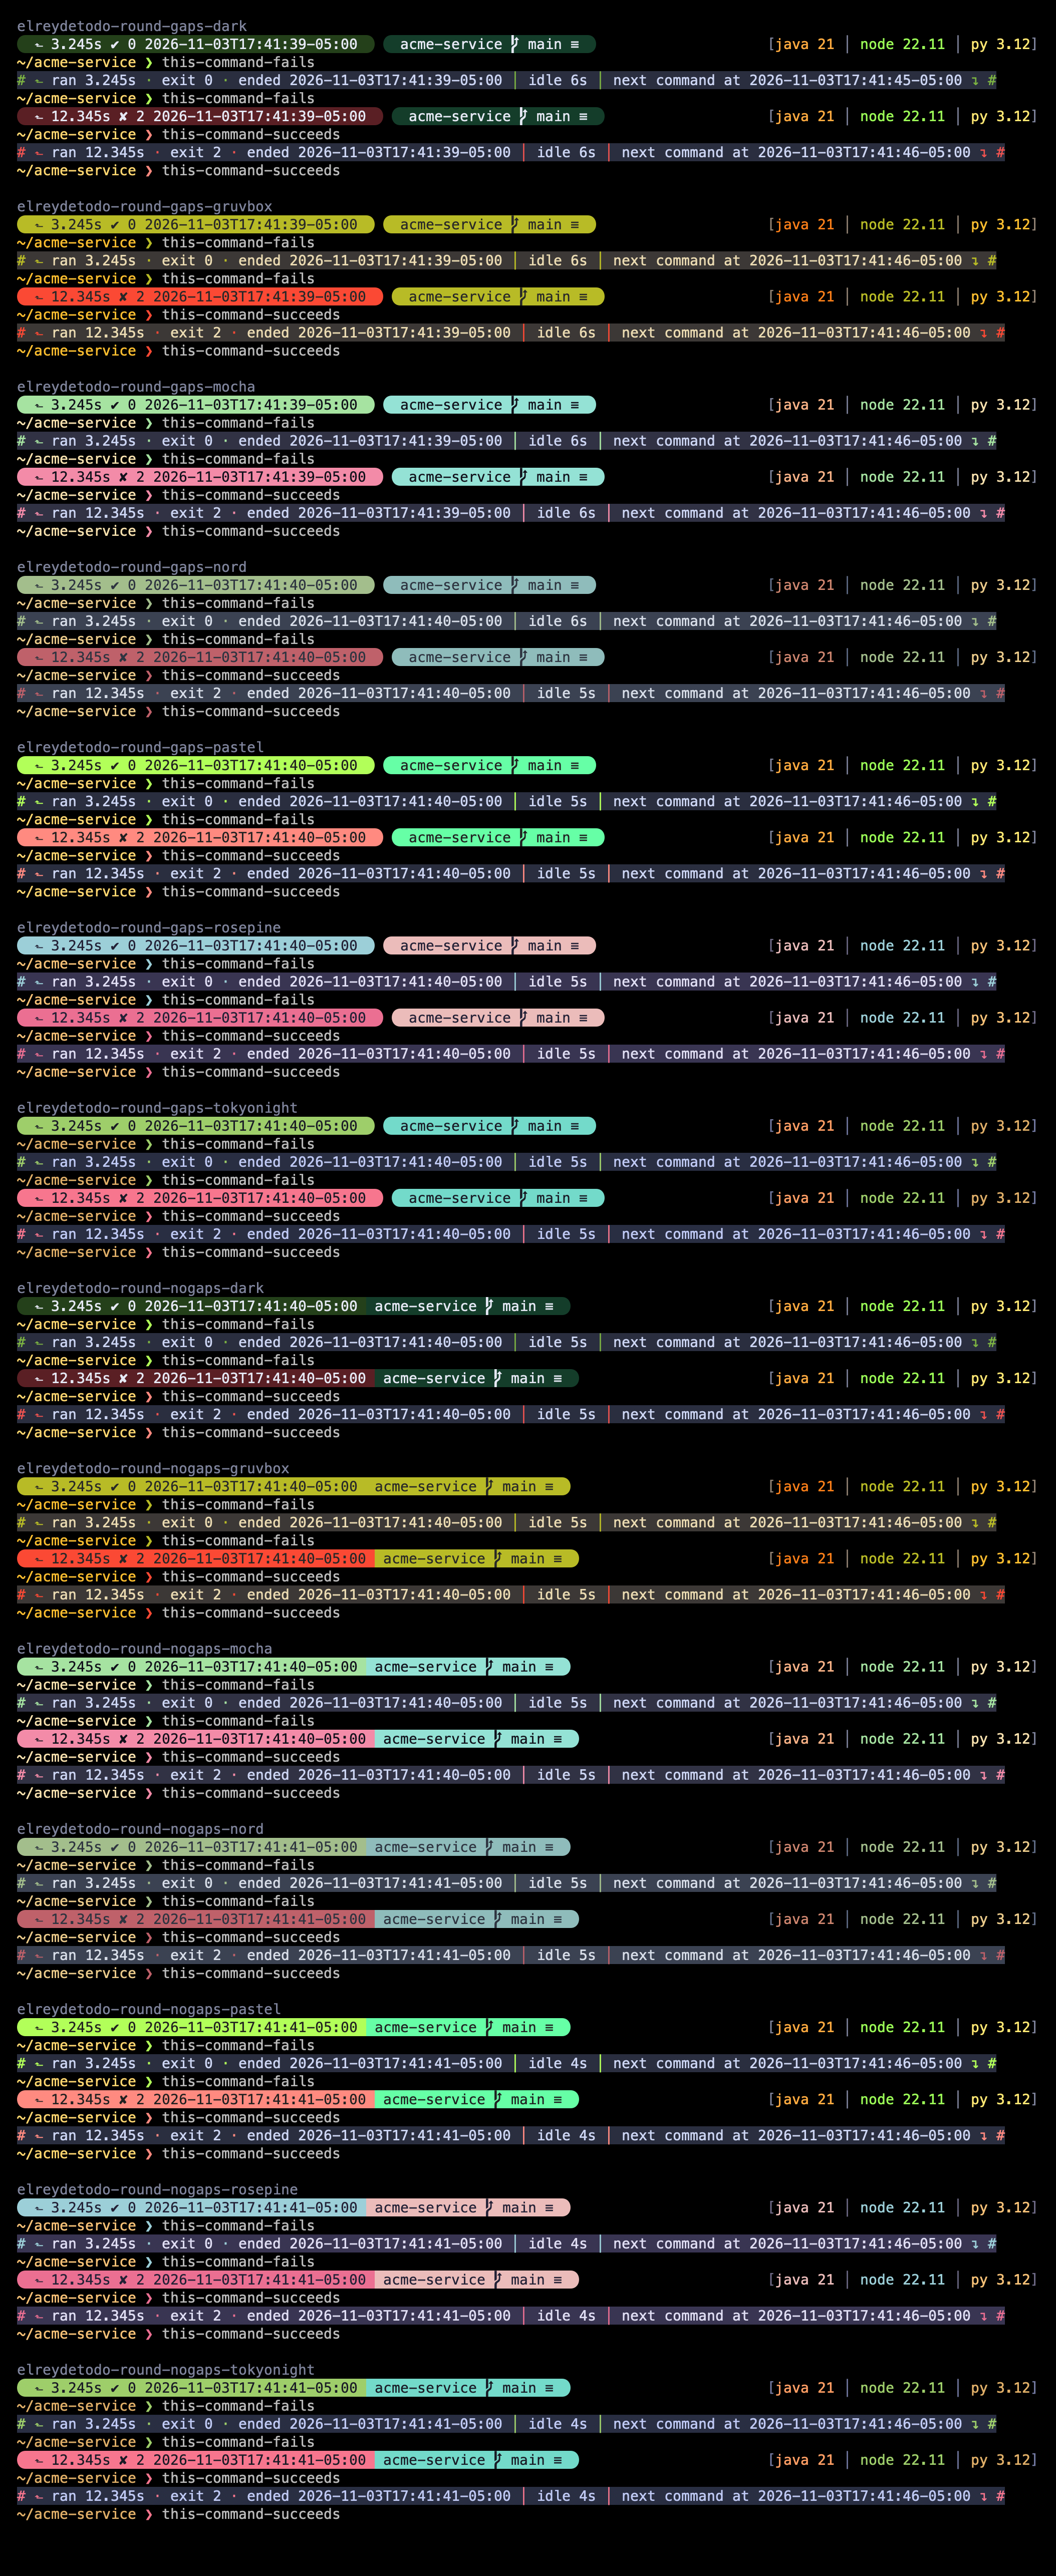 elreydetodo-round-gaps-dark
⬿ 3.245s ✔ 0 2026-11-03T17:41:39-05:00 acme-service main ≡ [java 21 │ node 22.11 │ py 3.12]
~/acme-service ❯ this-command-fails
# ⬿ ran 3.245s · exit 0 · ended 2026-11-03T17:41:39-05:00 │ idle 6s │ next command at 2026-11-03T17:41:45-05:00 ↴ #
~/acme-service ❯ this-command-fails
⬿ 12.345s ✘ 2 2026-11-03T17:41:39-05:00 acme-service main ≡ [java 21 │ node 22.11 │ py 3.12]
~/acme-service ❯ this-command-succeeds
# ⬿ ran 12.345s · exit 2 · ended 2026-11-03T17:41:39-05:00 │ idle 6s │ next command at 2026-11-03T17:41:46-05:00 ↴ #
~/acme-service ❯ this-command-succeeds
elreydetodo-round-gaps-gruvbox
⬿ 3.245s ✔ 0 2026-11-03T17:41:39-05:00 acme-service main ≡ [java 21 │ node 22.11 │ py 3.12]
~/acme-service ❯ this-command-fails
# ⬿ ran 3.245s · exit 0 · ended 2026-11-03T17:41:39-05:00 │ idle 6s │ next command at 2026-11-03T17:41:46-05:00 ↴ #
~/acme-service ❯ this-command-fails
⬿ 12.345s ✘ 2 2026-11-03T17:41:39-05:00 acme-service main ≡ [java 21 │ node 22.11 │ py 3.12]
~/acme-service ❯ this-command-succeeds
# ⬿ ran 12.345s · exit 2 · ended 2026-11-03T17:41:39-05:00 │ idle 6s │ next command at 2026-11-03T17:41:46-05:00 ↴ #
~/acme-service ❯ this-command-succeeds
elreydetodo-round-gaps-mocha
⬿ 3.245s ✔ 0 2026-11-03T17:41:39-05:00 acme-service main ≡ [java 21 │ node 22.11 │ py 3.12]
~/acme-service ❯ this-command-fails
# ⬿ ran 3.245s · exit 0 · ended 2026-11-03T17:41:39-05:00 │ idle 6s │ next command at 2026-11-03T17:41:46-05:00 ↴ #
~/acme-service ❯ this-command-fails
⬿ 12.345s ✘ 2 2026-11-03T17:41:39-05:00 acme-service main ≡ [java 21 │ node 22.11 │ py 3.12]
~/acme-service ❯ this-command-succeeds
# ⬿ ran 12.345s · exit 2 · ended 2026-11-03T17:41:39-05:00 │ idle 6s │ next command at 2026-11-03T17:41:46-05:00 ↴ #
~/acme-service ❯ this-command-succeeds
elreydetodo-round-gaps-nord
⬿ 3.245s ✔ 0 2026-11-03T17:41:40-05:00 acme-service main ≡ [java 21 │ node 22.11 │ py 3.12]
~/acme-service ❯ this-command-fails
# ⬿ ran 3.245s · exit 0 · ended 2026-11-03T17:41:40-05:00 │ idle 6s │ next command at 2026-11-03T17:41:46-05:00 ↴ #
~/acme-service ❯ this-command-fails
⬿ 12.345s ✘ 2 2026-11-03T17:41:40-05:00 acme-service main ≡ [java 21 │ node 22.11 │ py 3.12]
~/acme-service ❯ this-command-succeeds
# ⬿ ran 12.345s · exit 2 · ended 2026-11-03T17:41:40-05:00 │ idle 5s │ next command at 2026-11-03T17:41:46-05:00 ↴ #
~/acme-service ❯ this-command-succeeds
elreydetodo-round-gaps-pastel
⬿ 3.245s ✔ 0 2026-11-03T17:41:40-05:00 acme-service main ≡ [java 21 │ node 22.11 │ py 3.12]
~/acme-service ❯ this-command-fails
# ⬿ ran 3.245s · exit 0 · ended 2026-11-03T17:41:40-05:00 │ idle 5s │ next command at 2026-11-03T17:41:46-05:00 ↴ #
~/acme-service ❯ this-command-fails
⬿ 12.345s ✘ 2 2026-11-03T17:41:40-05:00 acme-service main ≡ [java 21 │ node 22.11 │ py 3.12]
~/acme-service ❯ this-command-succeeds
# ⬿ ran 12.345s · exit 2 · ended 2026-11-03T17:41:40-05:00 │ idle 5s │ next command at 2026-11-03T17:41:46-05:00 ↴ #
~/acme-service ❯ this-command-succeeds
elreydetodo-round-gaps-rosepine
⬿ 3.245s ✔ 0 2026-11-03T17:41:40-05:00 acme-service main ≡ [java 21 │ node 22.11 │ py 3.12]
~/acme-service ❯ this-command-fails
# ⬿ ran 3.245s · exit 0 · ended 2026-11-03T17:41:40-05:00 │ idle 5s │ next command at 2026-11-03T17:41:46-05:00 ↴ #
~/acme-service ❯ this-command-fails
⬿ 12.345s ✘ 2 2026-11-03T17:41:40-05:00 acme-service main ≡ [java 21 │ node 22.11 │ py 3.12]
~/acme-service ❯ this-command-succeeds
# ⬿ ran 12.345s · exit 2 · ended 2026-11-03T17:41:40-05:00 │ idle 5s │ next command at 2026-11-03T17:41:46-05:00 ↴ #
~/acme-service ❯ this-command-succeeds
elreydetodo-round-gaps-tokyonight
⬿ 3.245s ✔ 0 2026-11-03T17:41:40-05:00 acme-service main ≡ [java 21 │ node 22.11 │ py 3.12]
~/acme-service ❯ this-command-fails
# ⬿ ran 3.245s · exit 0 · ended 2026-11-03T17:41:40-05:00 │ idle 5s │ next command at 2026-11-03T17:41:46-05:00 ↴ #
~/acme-service ❯ this-command-fails
⬿ 12.345s ✘ 2 2026-11-03T17:41:40-05:00 acme-service main ≡ [java 21 │ node 22.11 │ py 3.12]
~/acme-service ❯ this-command-succeeds
# ⬿ ran 12.345s · exit 2 · ended 2026-11-03T17:41:40-05:00 │ idle 5s │ next command at 2026-11-03T17:41:46-05:00 ↴ #
~/acme-service ❯ this-command-succeeds
elreydetodo-round-nogaps-dark
⬿ 3.245s ✔ 0 2026-11-03T17:41:40-05:00 acme-service main ≡ [java 21 │ node 22.11 │ py 3.12]
~/acme-service ❯ this-command-fails
# ⬿ ran 3.245s · exit 0 · ended 2026-11-03T17:41:40-05:00 │ idle 5s │ next command at 2026-11-03T17:41:46-05:00 ↴ #
~/acme-service ❯ this-command-fails
⬿ 12.345s ✘ 2 2026-11-03T17:41:40-05:00 acme-service main ≡ [java 21 │ node 22.11 │ py 3.12]
~/acme-service ❯ this-command-succeeds
# ⬿ ran 12.345s · exit 2 · ended 2026-11-03T17:41:40-05:00 │ idle 5s │ next command at 2026-11-03T17:41:46-05:00 ↴ #
~/acme-service ❯ this-command-succeeds
elreydetodo-round-nogaps-gruvbox
⬿ 3.245s ✔ 0 2026-11-03T17:41:40-05:00 acme-service main ≡ [java 21 │ node 22.11 │ py 3.12]
~/acme-service ❯ this-command-fails
# ⬿ ran 3.245s · exit 0 · ended 2026-11-03T17:41:40-05:00 │ idle 5s │ next command at 2026-11-03T17:41:46-05:00 ↴ #
~/acme-service ❯ this-command-fails
⬿ 12.345s ✘ 2 2026-11-03T17:41:40-05:00 acme-service main ≡ [java 21 │ node 22.11 │ py 3.12]
~/acme-service ❯ this-command-succeeds
# ⬿ ran 12.345s · exit 2 · ended 2026-11-03T17:41:40-05:00 │ idle 5s │ next command at 2026-11-03T17:41:46-05:00 ↴ #
~/acme-service ❯ this-command-succeeds
elreydetodo-round-nogaps-mocha
⬿ 3.245s ✔ 0 2026-11-03T17:41:40-05:00 acme-service main ≡ [java 21 │ node 22.11 │ py 3.12]
~/acme-service ❯ this-command-fails
# ⬿ ran 3.245s · exit 0 · ended 2026-11-03T17:41:40-05:00 │ idle 5s │ next command at 2026-11-03T17:41:46-05:00 ↴ #
~/acme-service ❯ this-command-fails
⬿ 12.345s ✘ 2 2026-11-03T17:41:40-05:00 acme-service main ≡ [java 21 │ node 22.11 │ py 3.12]
~/acme-service ❯ this-command-succeeds
# ⬿ ran 12.345s · exit 2 · ended 2026-11-03T17:41:40-05:00 │ idle 5s │ next command at 2026-11-03T17:41:46-05:00 ↴ #
~/acme-service ❯ this-command-succeeds
elreydetodo-round-nogaps-nord
⬿ 3.245s ✔ 0 2026-11-03T17:41:41-05:00 acme-service main ≡ [java 21 │ node 22.11 │ py 3.12]
~/acme-service ❯ this-command-fails
# ⬿ ran 3.245s · exit 0 · ended 2026-11-03T17:41:41-05:00 │ idle 5s │ next command at 2026-11-03T17:41:46-05:00 ↴ #
~/acme-service ❯ this-command-fails
⬿ 12.345s ✘ 2 2026-11-03T17:41:41-05:00 acme-service main ≡ [java 21 │ node 22.11 │ py 3.12]
~/acme-service ❯ this-command-succeeds
# ⬿ ran 12.345s · exit 2 · ended 2026-11-03T17:41:41-05:00 │ idle 5s │ next command at 2026-11-03T17:41:46-05:00 ↴ #
~/acme-service ❯ this-command-succeeds
elreydetodo-round-nogaps-pastel
⬿ 3.245s ✔ 0 2026-11-03T17:41:41-05:00 acme-service main ≡ [java 21 │ node 22.11 │ py 3.12]
~/acme-service ❯ this-command-fails
# ⬿ ran 3.245s · exit 0 · ended 2026-11-03T17:41:41-05:00 │ idle 4s │ next command at 2026-11-03T17:41:46-05:00 ↴ #
~/acme-service ❯ this-command-fails
⬿ 12.345s ✘ 2 2026-11-03T17:41:41-05:00 acme-service main ≡ [java 21 │ node 22.11 │ py 3.12]
~/acme-service ❯ this-command-succeeds
# ⬿ ran 12.345s · exit 2 · ended 2026-11-03T17:41:41-05:00 │ idle 4s │ next command at 2026-11-03T17:41:46-05:00 ↴ #
~/acme-service ❯ this-command-succeeds
elreydetodo-round-nogaps-rosepine
⬿ 3.245s ✔ 0 2026-11-03T17:41:41-05:00 acme-service main ≡ [java 21 │ node 22.11 │ py 3.12]
~/acme-service ❯ this-command-fails
# ⬿ ran 3.245s · exit 0 · ended 2026-11-03T17:41:41-05:00 │ idle 4s │ next command at 2026-11-03T17:41:46-05:00 ↴ #
~/acme-service ❯ this-command-fails
⬿ 12.345s ✘ 2 2026-11-03T17:41:41-05:00 acme-service main ≡ [java 21 │ node 22.11 │ py 3.12]
~/acme-service ❯ this-command-succeeds
# ⬿ ran 12.345s · exit 2 · ended 2026-11-03T17:41:41-05:00 │ idle 4s │ next command at 2026-11-03T17:41:46-05:00 ↴ #
~/acme-service ❯ this-command-succeeds
elreydetodo-round-nogaps-tokyonight
⬿ 3.245s ✔ 0 2026-11-03T17:41:41-05:00 acme-service main ≡ [java 21 │ node 22.11 │ py 3.12]
~/acme-service ❯ this-command-fails
# ⬿ ran 3.245s · exit 0 · ended 2026-11-03T17:41:41-05:00 │ idle 4s │ next command at 2026-11-03T17:41:46-05:00 ↴ #
~/acme-service ❯ this-command-fails
⬿ 12.345s ✘ 2 2026-11-03T17:41:41-05:00 acme-service main ≡ [java 21 │ node 22.11 │ py 3.12]
~/acme-service ❯ this-command-succeeds
# ⬿ ran 12.345s · exit 2 · ended 2026-11-03T17:41:41-05:00 │ idle 4s │ next command at 2026-11-03T17:41:46-05:00 ↴ #
~/acme-service ❯ this-command-succeeds